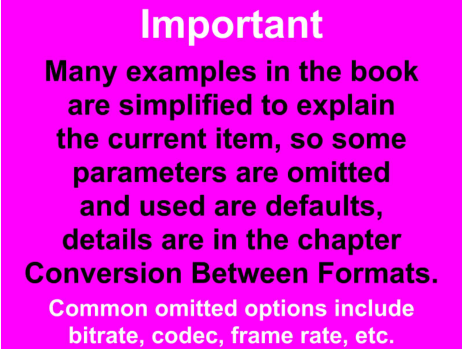 Important
Many examples in the book
are simplified to explain
the current item, so some
parameters are omitted
and used are defaults,
details are in the chapter
Conversion Between Formats.
Common omitted options include
bitrate, codec, frame rate, etc.